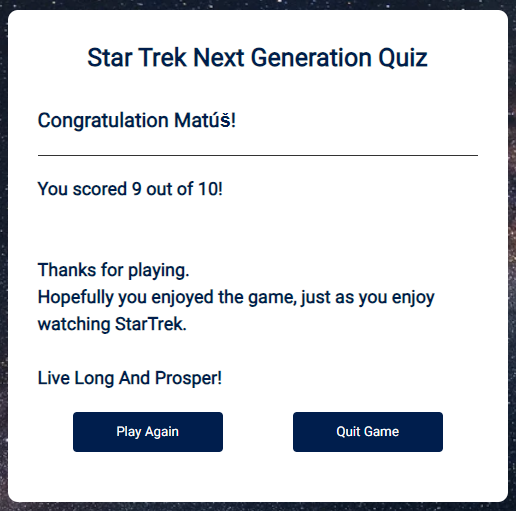 Star Trek Next Generation Quiz
Congratulation Matúš!
You scored 9 out of 10!
Thanks for playing.
Hopefully you enjoyed the game, just as you enjoy
watching StarTrek.
Live Long And Prosper!
Play Again
Quit Game